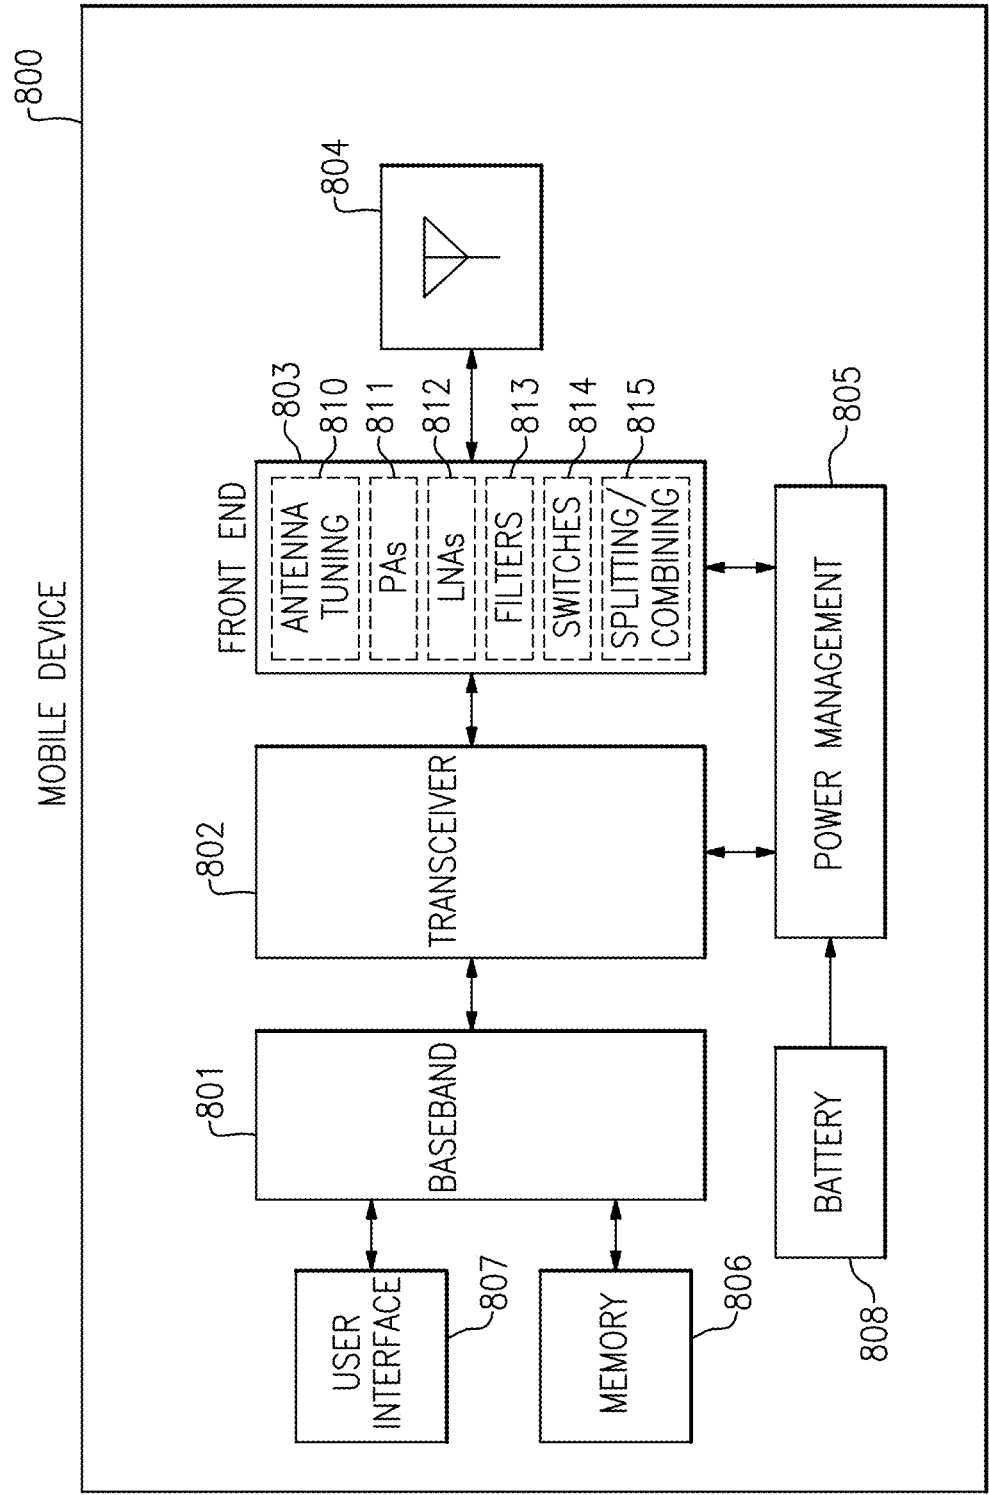 MOBILE DEVICE
800
FRONT END
803
ANTENNA
TUNING
810
PAs
811
LNAs
812
FILTERS
813
SWITCHES
814
SPLITTING/
COMBINING
815
804
802
TRANSCEIVER
801
BASEBAND
USER
INTERFACE
807
MEMORY
806
BATTERY
808
POWER MANAGEMENT
805